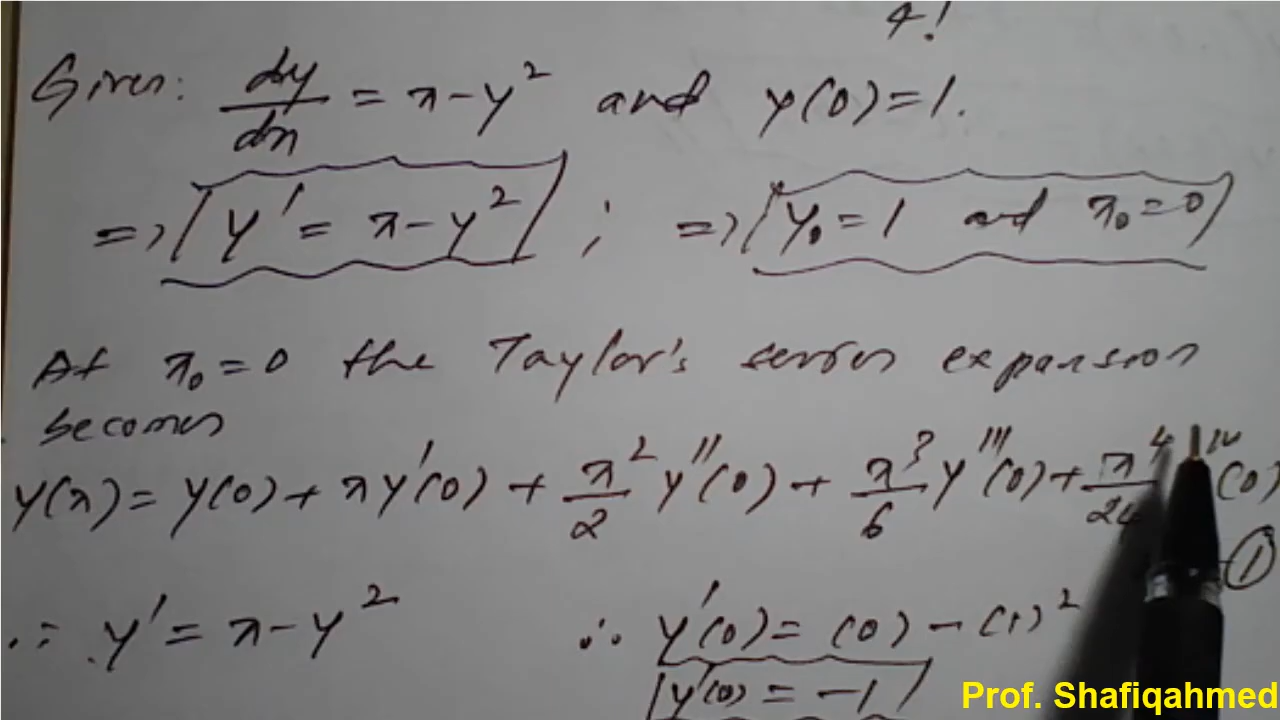 4!
Given: dy/dx = x - y² and y(0) = 1.
=> y' = x - y² ; => y₀ = 1 and x₀ = 0
At x₀ = 0 the Taylor's series expansion
becomes
y(x) = y(0) + x y'(0) + x²/2 y''(0) + x³/6 y'''(0) + x⁴/24 ıv(0)
①
∴ y' = x - y² ∴ y'(0) = (0) - (1)²
y'(0) = -1
Prof. Shafiqahmed